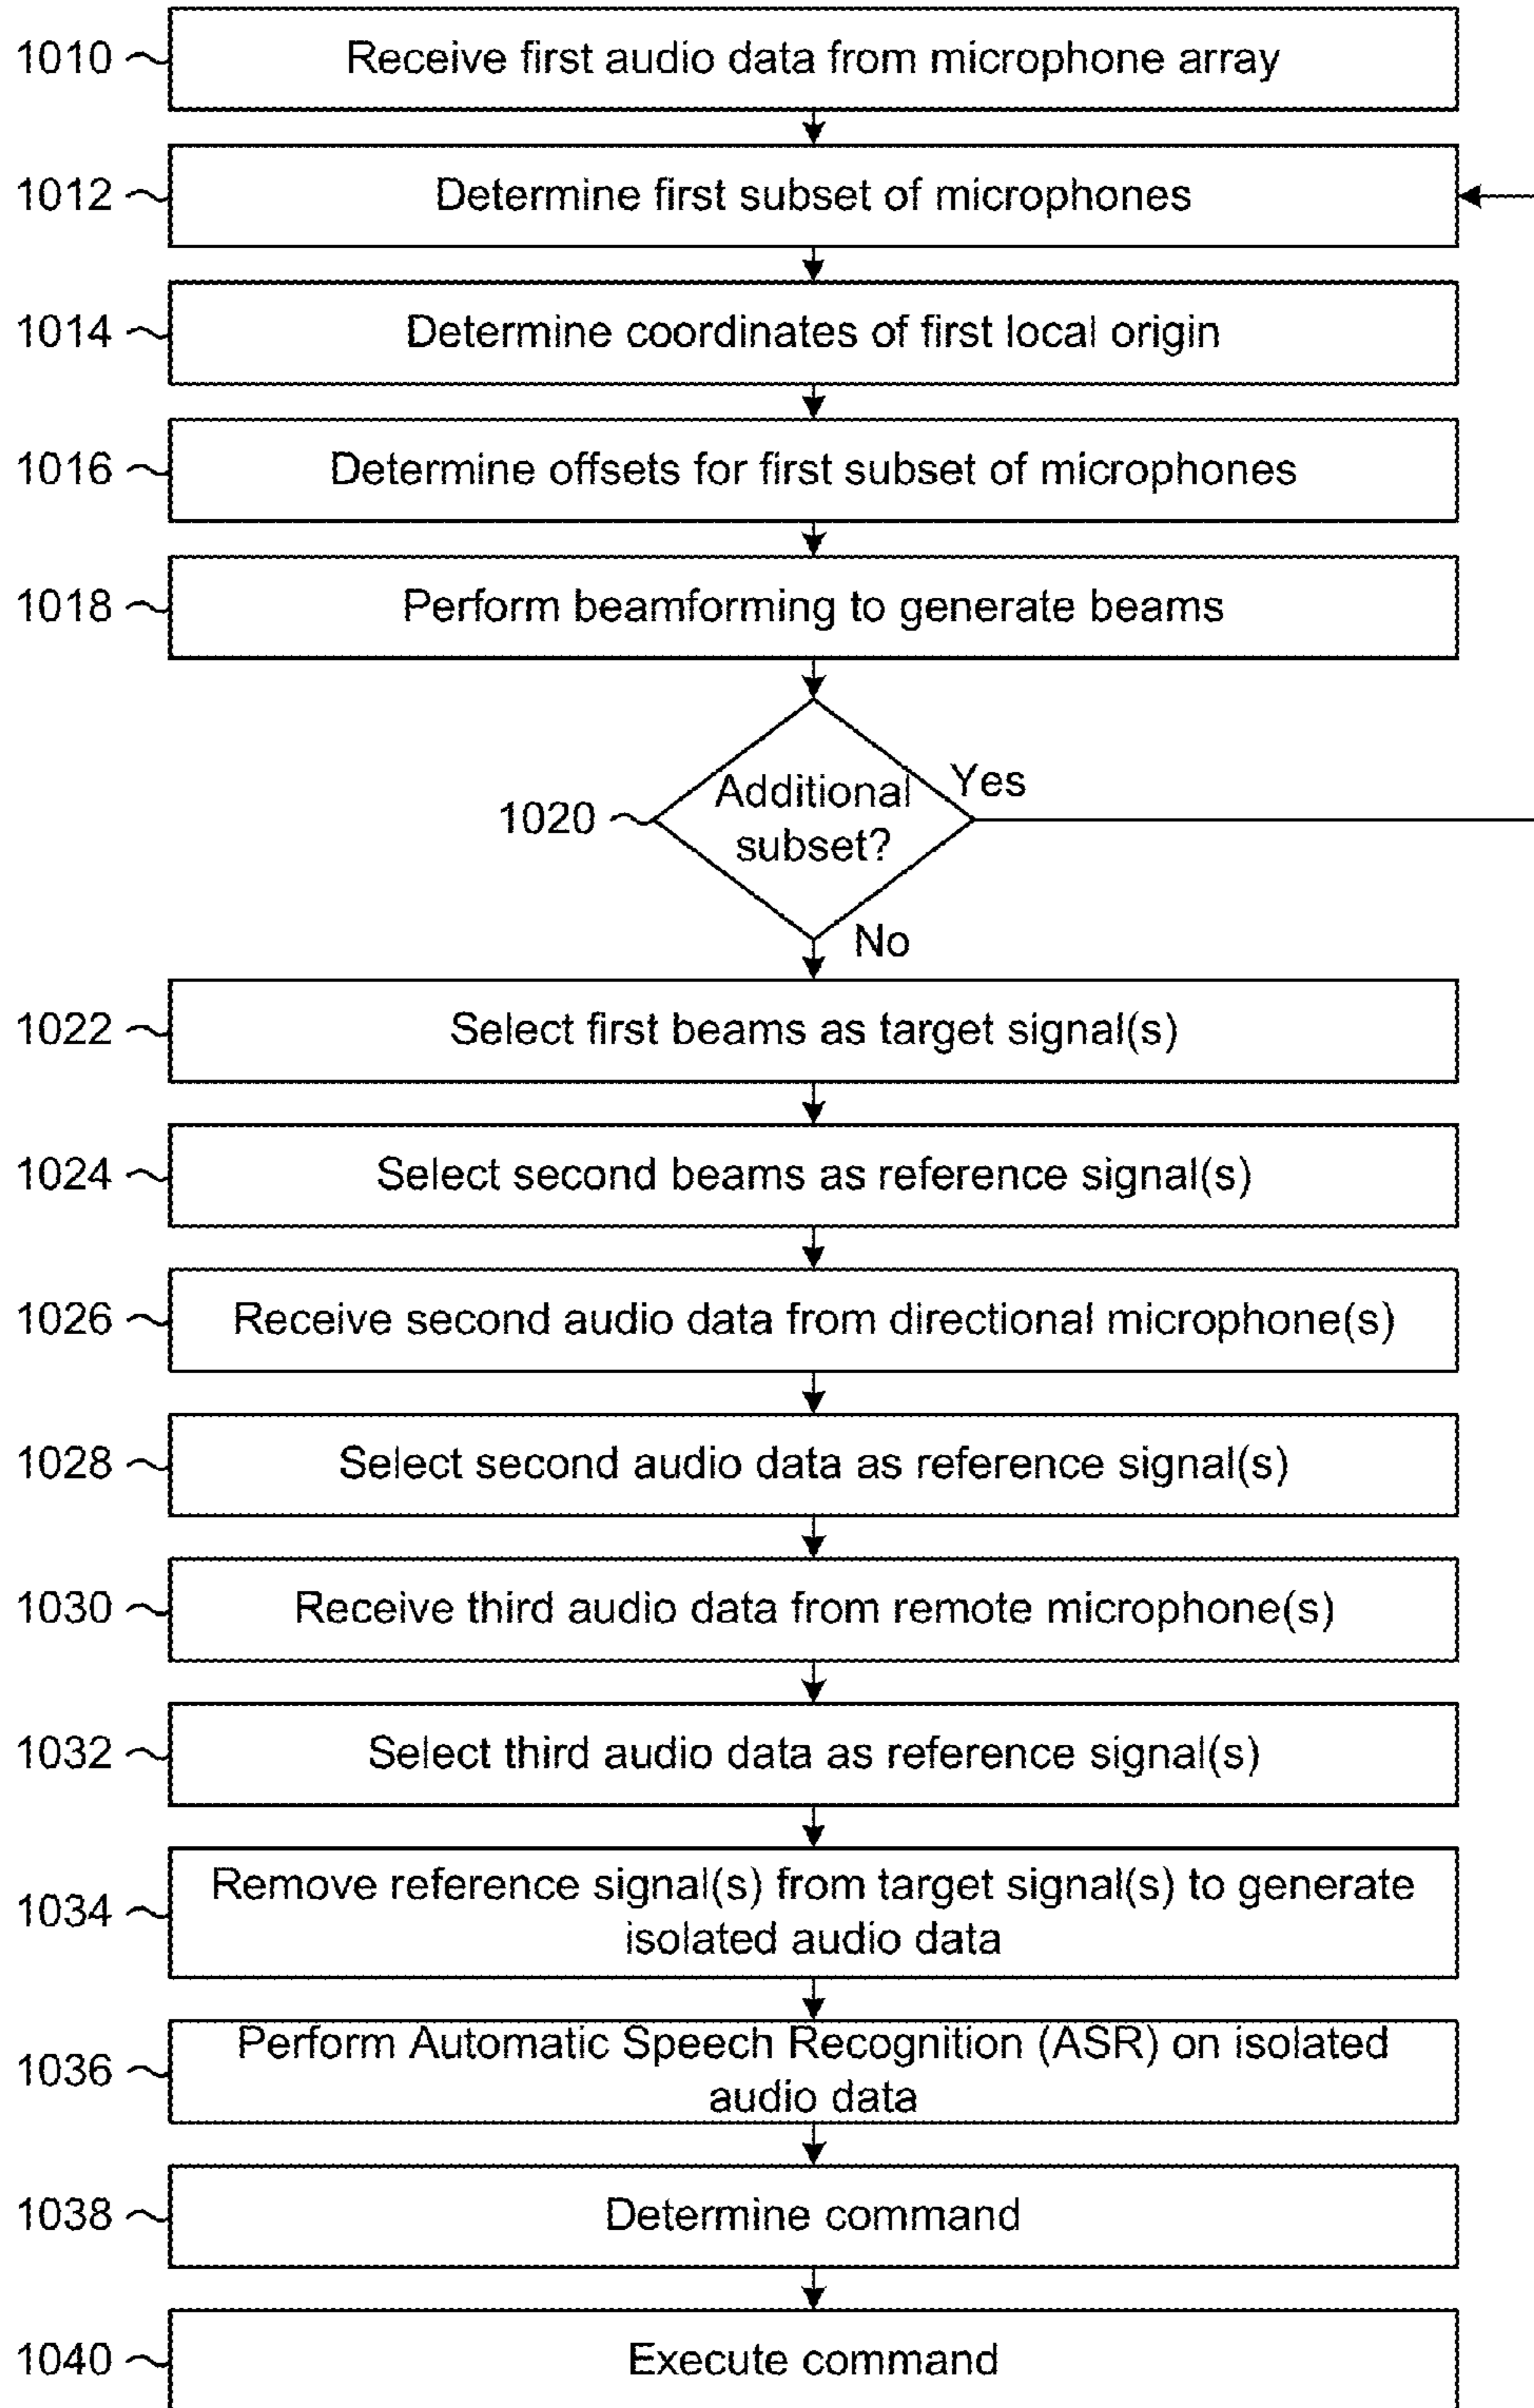 1010 Receive first audio data from microphone array
1012 Determine first subset of microphones
1014 Determine coordinates of first local origin
1016 Determine offsets for first subset of microphones
1018 Perform beamforming to generate beams
Additional
Yes
1020
subset?
No
1022 Select first beams as target signal(s)
1024 Select second beams as reference signal(s)
1026 Receive second audio data from directional microphone(s)
1028 Select second audio data as reference signal(s)
1030 Receive third audio data from remote microphone(s)
1032 Select third audio data as reference signal(s)
1034 Remove reference signal(s) from target signal(s) to generate
isolated audio data
1036 Perform Automatic Speech Recognition (ASR) on isolated
audio data
1038 Determine command
1040 Execute command